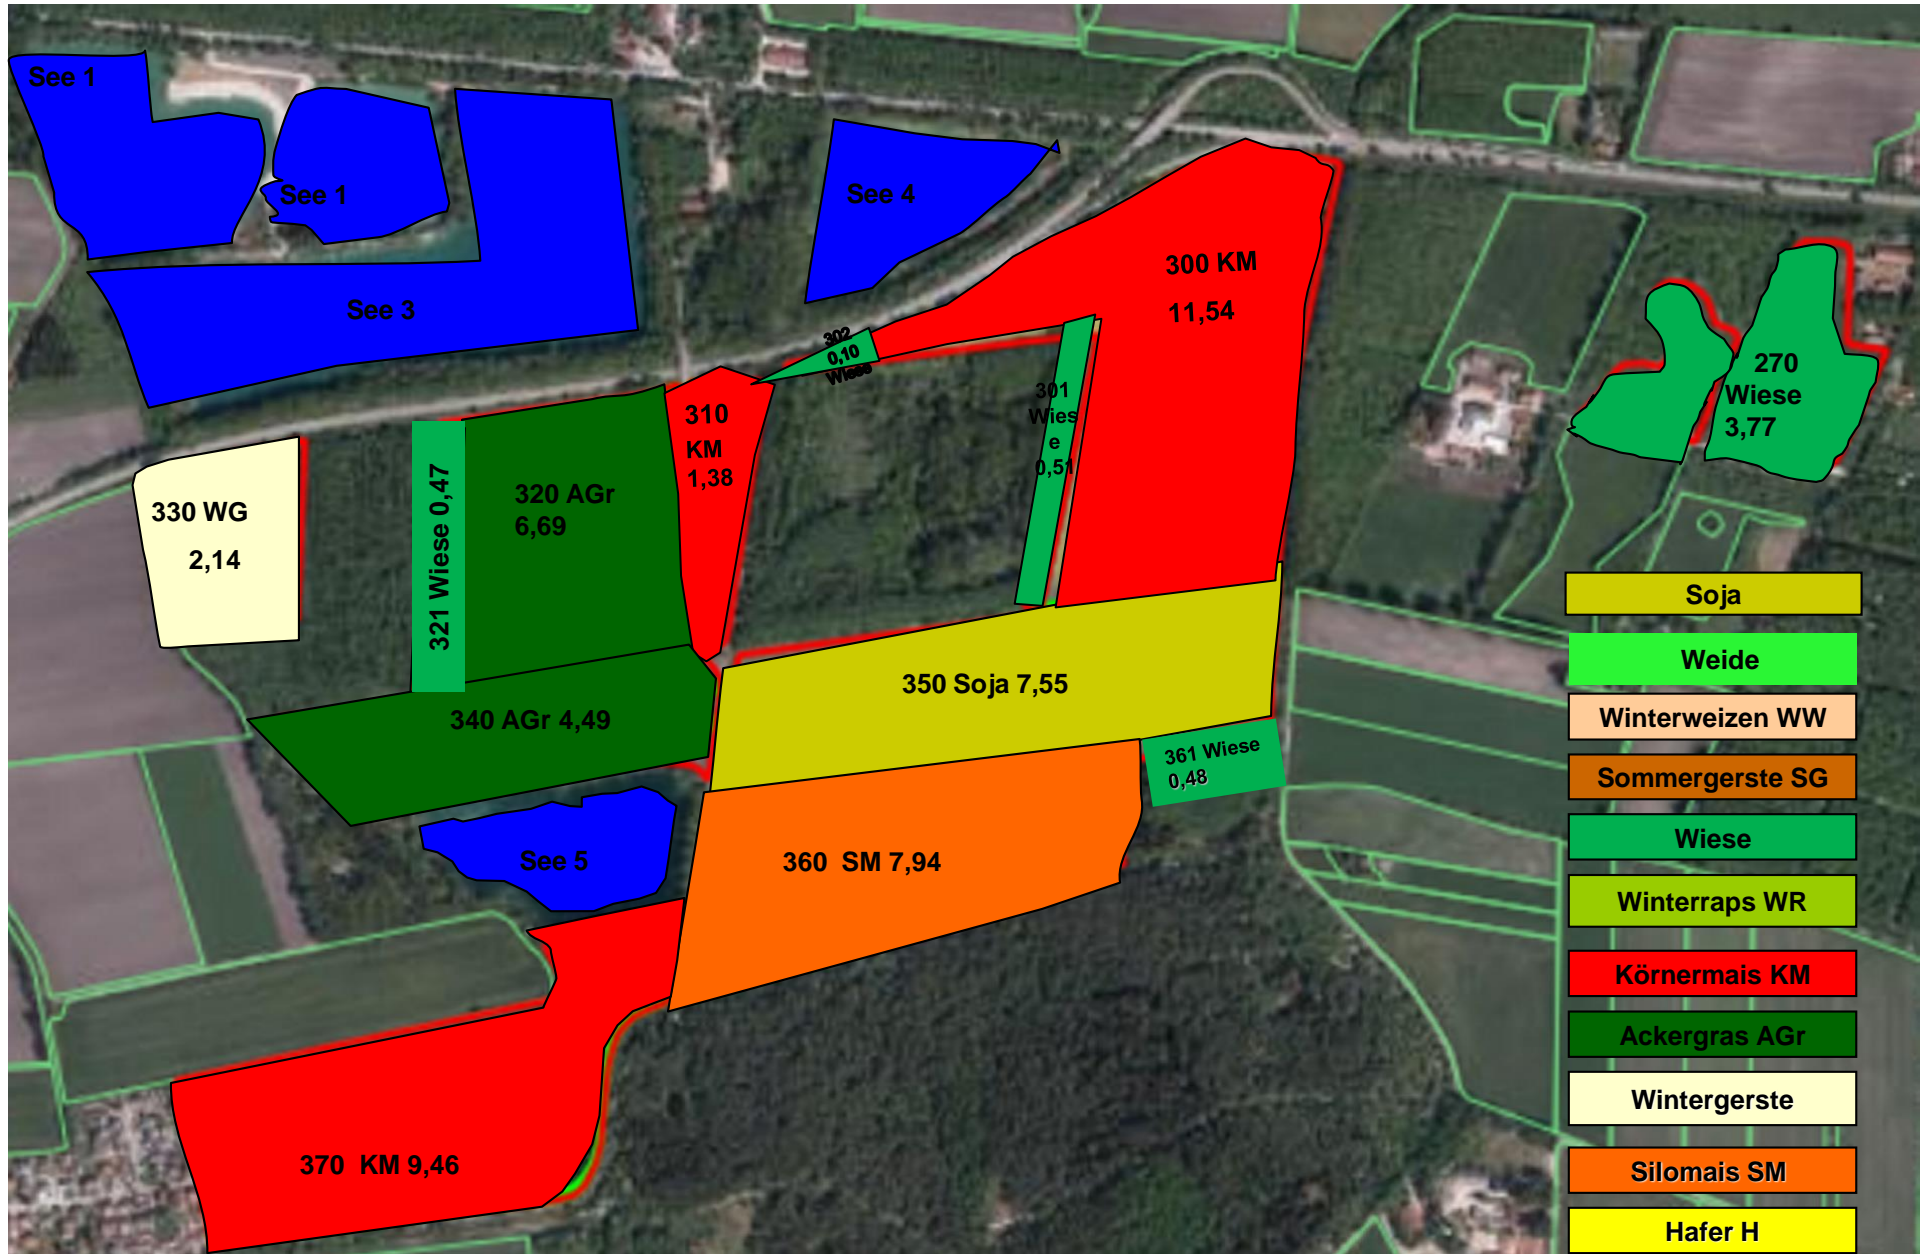 See 1
See 1
See 4
See 3
300 KM
11,54
302
0,10
Wiese
270
Wiese
3,77
301
Wies
e
0,51
310
KM
1,38
320 AGr
6,69
321 Wiese 0,47
330 WG
2,14
350 Soja 7,55
340 AGr 4,49
361 Wiese
0,48
360 SM 7,94
See 5
370 KM 9,46
Soja
Weide
Winterweizen WW
Sommergerste SG
Wiese
Winterraps WR
Körnermais KM
Ackergras AGr
Wintergerste
Silomais SM
Hafer H